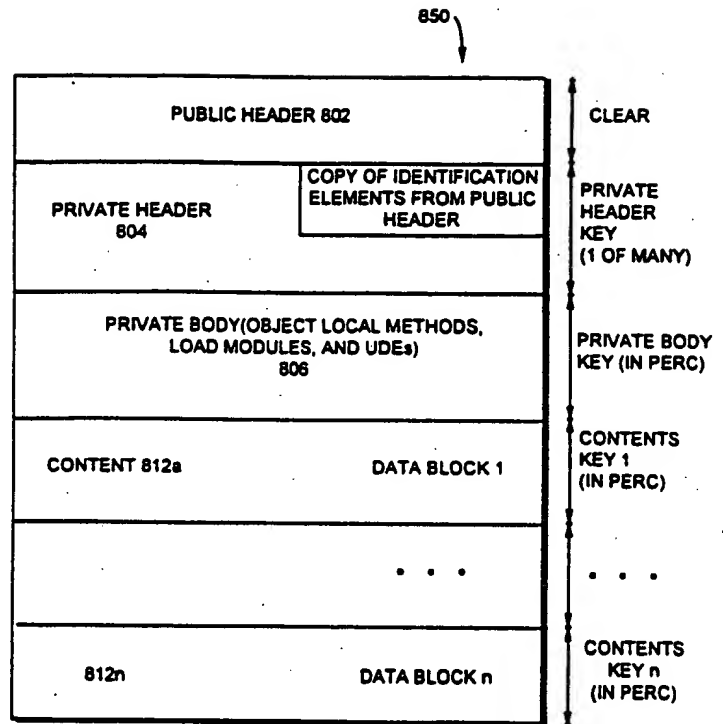 850
PUBLIC HEADER 802
CLEAR
PRIVATE HEADER
804
COPY OF IDENTIFICATION
ELEMENTS FROM PUBLIC
HEADER
PRIVATE
HEADER
KEY
(1 OF MANY)
PRIVATE BODY(OBJECT LOCAL METHODS,
LOAD MODULES, AND UDEs)
806
PRIVATE BODY
KEY (IN PERC)
CONTENT 812a
DATA BLOCK 1
CONTENTS
KEY 1
(IN PERC)
• • •
• • •
812n
DATA BLOCK n
CONTENTS
KEY n
(IN PERC)